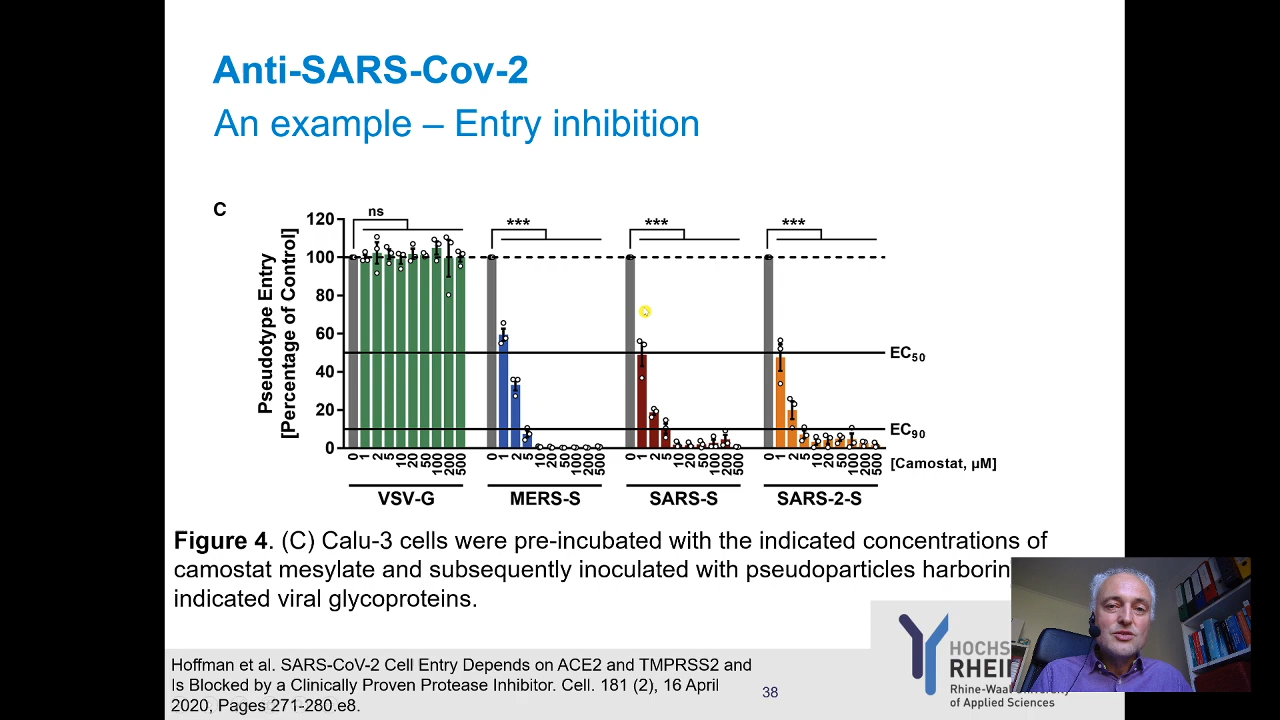 Anti-SARS-Cov-2
An example – Entry inhibition
C
Pseudotype Entry
[Percentage of Control]
120
100
80
60
40
20
0
ns
***
***
***
EC50
EC90
0 1 2 5 10 20 50 100 200 500
0 1 2 5 10 20 50 100 200 500
0 1 2 5 10 20 50 100 200 500
0 1 2 5 10 20 50 100 200 500
[Camostat, µM]
VSV-G
MERS-S
SARS-S
SARS-2-S
Figure 4. (C) Calu-3 cells were pre-incubated with the indicated concentrations of
camostat mesylate and subsequently inoculated with pseudoparticles harborin
indicated viral glycoproteins.
Hoffman et al. SARS-CoV-2 Cell Entry Depends on ACE2 and TMPRSS2 and
Is Blocked by a Clinically Proven Protease Inhibitor. Cell. 181 (2), 16 April
2020, Pages 271-280.e8.
38
HOCHS
RHEI
Rhine-Waal University
of Applied Sciences